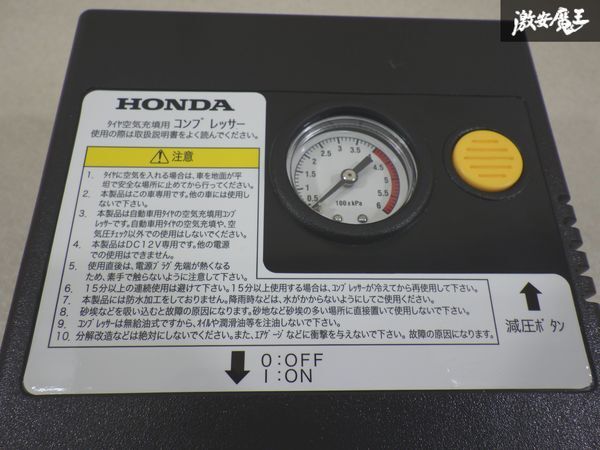 激安魔王
HONDA
タイヤ空気充填用 コンプレッサー
使用の際は取扱説明書をよく読んでください。
⚠注意
1. タイヤに空気を入れる場合は、車を地面が平
坦で安全な場所に止めてから行ってください。
2. 本製品はこの車専用です。他の車には使用し
ないで下さい。
3. 本製品は自動車用タイヤの空気充填用コンプ
レッサーです。自動車用タイヤの空気充填や、空
気圧チェック以外での使用はしないでください。
4. 本製品はDC12V専用です。他の電源
での使用はできません。
5. 使用直後は、電源プラグ先端が熱くなる
ため、素手で触らないように注意して下さい。
6. 15分以上の連続使用は避けて下さい。15分以上使用する場合は、コンプレッサーが冷えてから再使用して下さい。
7. 本製品には防水加工をしておりません。降雨時などは、水がかからないようにしてご使用ください。
8. 砂埃などを吸い込むと故障の原因になります。砂地など砂埃の多い場所に直接置いて使用しないで下さい。
9. コンプレッサーは無給油式ですから、オイルや潤滑油等を注油しないで下さい。
10. 分解改造などは絶対にしないでください。また、エアゲージなどに衝撃を与えないで下さい。故障の原因になります。
0.5
1
1.5
2
2.5
3
3.5
4
4.5
5
5.5
6
100xkPa
減圧ボタン
O:OFF
I:ON